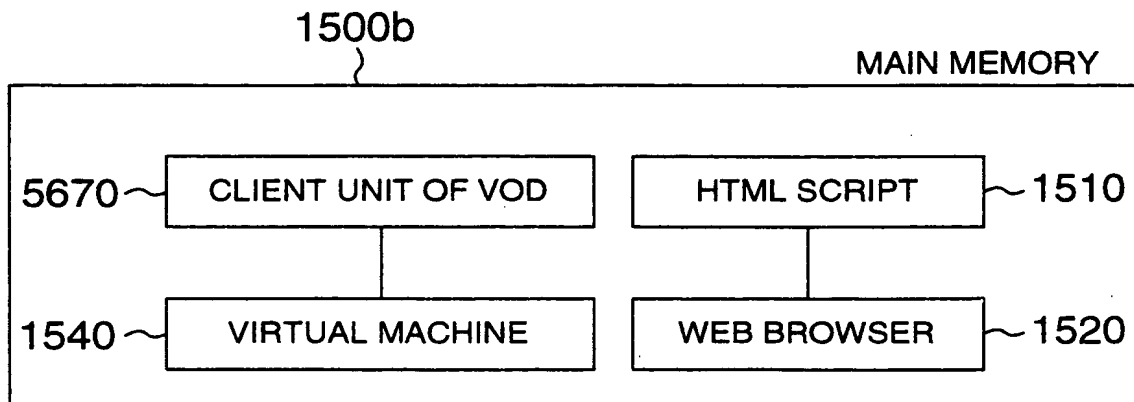 1500b
MAIN MEMORY
5670 CLIENT UNIT OF VOD HTML SCRIPT 1510
1540 VIRTUAL MACHINE WEB BROWSER 1520